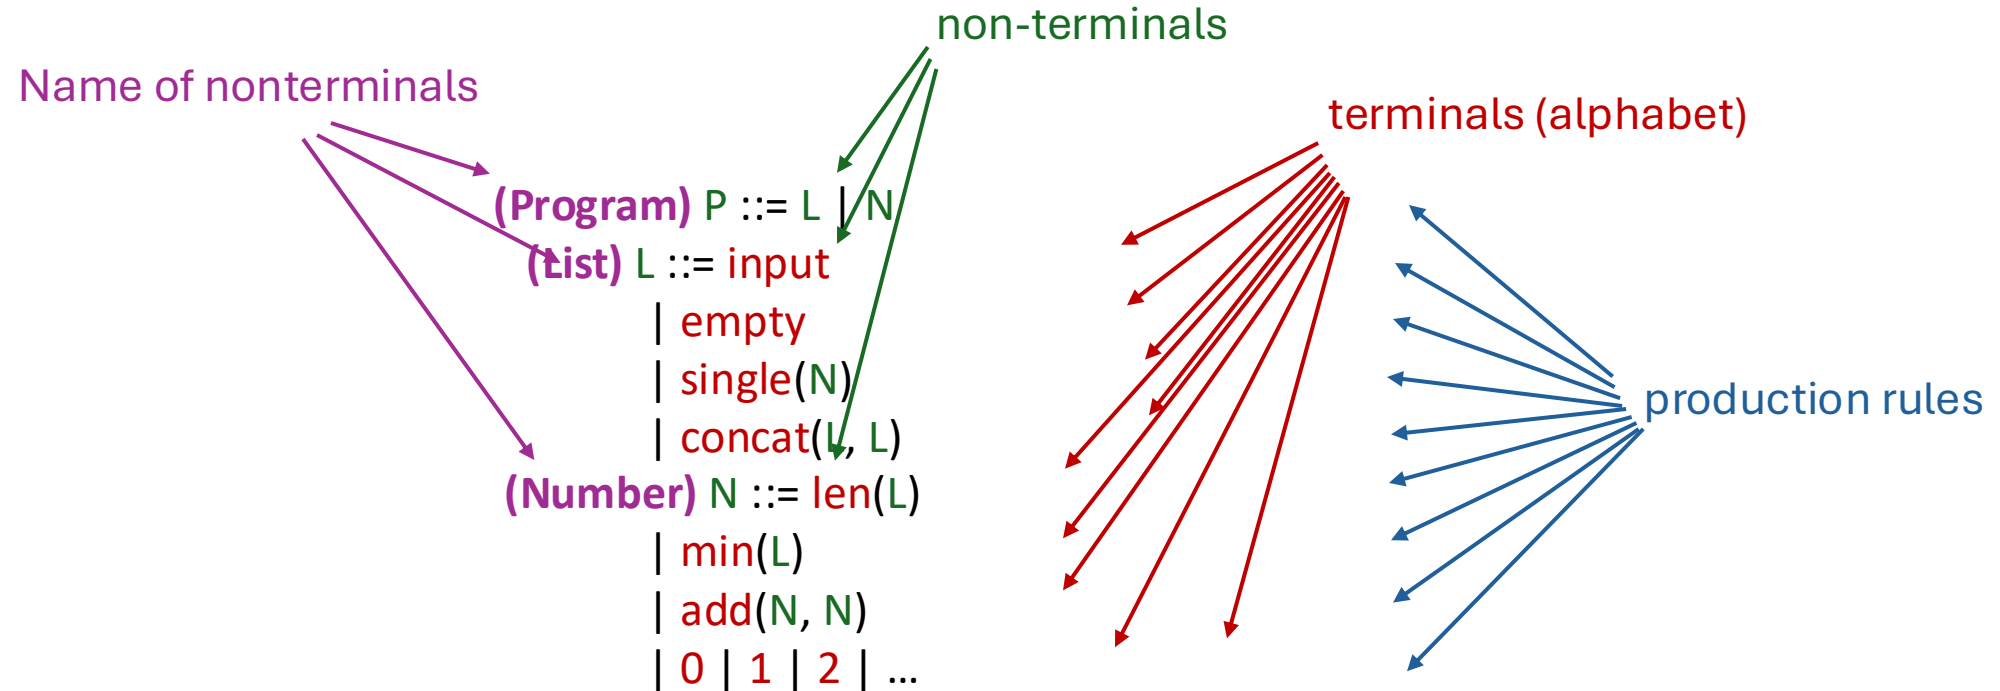 non-terminals
Name of nonterminals
terminals (alphabet)
(Program) P ::= L | N
(List) L ::= input
| empty
| single(N)
| concat(L, L)
production rules
(Number) N ::= len(L)
| min(L)
| add(N, N)
| 0 | 1 | 2 | ...